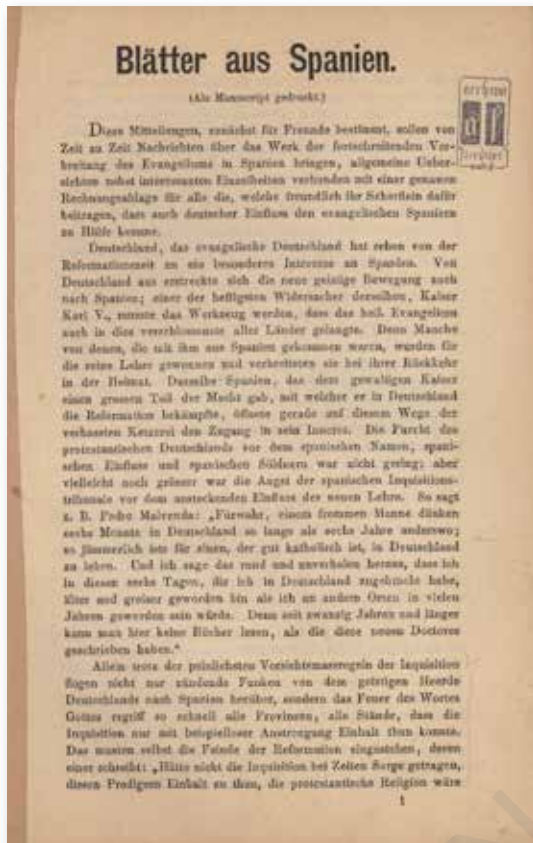 Blätter aus Spanien.
(Als Manuscript gedruckt.)
Diese Mitteilungen, zunächst für Freunde bestimmt, sollen von
Zeit zu Zeit Nachrichten über das Werk der fortschreitenden Ver-
breitung des Evangeliums in Spanien bringen, allgemeine Ueber-
sichten nebst interessanten Einzelheiten verbunden mit einer genauen
Rechnungsablage für alle die, welche freundlich ihr Scherflein dafür
beitragen, dass auch deutscher Einfluss den evangelischen Spaniern
zu Hülfe komme.
Deutschland, das evangelische Deutschland hat schon von der
Reformationszeit an ein besonderes Interesse an Spanien. Von
Deutschland aus erstreckte sich die neue geistige Bewegung auch
nach Spanien; einer der heftigsten Widersacher derselben, Kaiser
Karl V., musste das Werkzeug werden, dass das heil. Evangelium
auch in dies verschlossenste aller Länder gelangte. Denn Manche
von denen, die mit ihm aus Spanien gekommen waren, wurden für
die reine Lehre gewonnen und verbreiteten sie bei ihrer Rückkehr
in der Heimat. Dasselbe Spanien, das dem gewaltigen Kaiser
einen grossen Teil der Macht gab, mit welcher er in Deutschland
die Reformation bekämpfte, öffnete gerade auf diesem Wege der
verhassten Ketzerei den Zugang in sein Inneres. Die Furcht des
protestantischen Deutschlands vor dem spanischen Namen, spani-
schen Einfluss und spanischen Söldnern war nicht gering; aber
vielleicht noch grösser war die Angst der spanischen Inquisitions-
tribunale vor dem ansteckenden Einfluss der neuen Lehre. So sagt
z. B. Pedro Malvenda: „Fürwahr, einem frommen Manne dünken
sechs Monate in Deutschland so lange als sechs Jahre anderswo;
so jämmerlich ists für einen, der gut katholisch ist, in Deutschland
zu leben. Und ich sage das rund und unverholen heraus, dass ich
in diesen sechs Tagen, die ich in Deutschland zugebracht habe,
älter und greiser geworden bin als ich an andern Orten in vielen
Jahren geworden sein würde. Denn seit zwanzig Jahren und länger
kann man hier keine Bücher lesen, als die diese neuen Doctores
geschrieben haben.“
Allein trotz der peinlichsten Vorsichtsmassregeln der Inquisition
flogen nicht nur zündende Funken von dem geistigen Heerde
Deutschlands nach Spanien herüber, sondern das Feuer des Wortes
Gottes ergriff so schnell alle Provinzen, alle Stände, dass die
Inquisition nur mit beispielloser Anstrengung Einhalt thun konnte.
Das mussten selbst die Feinde der Reformation eingestehen, deren
einer schreibt: „Hätte nicht die Inquisition bei Zeiten Sorge getragen,
diesen Predigern Einhalt zu thun, die protestantische Religion wäre
1